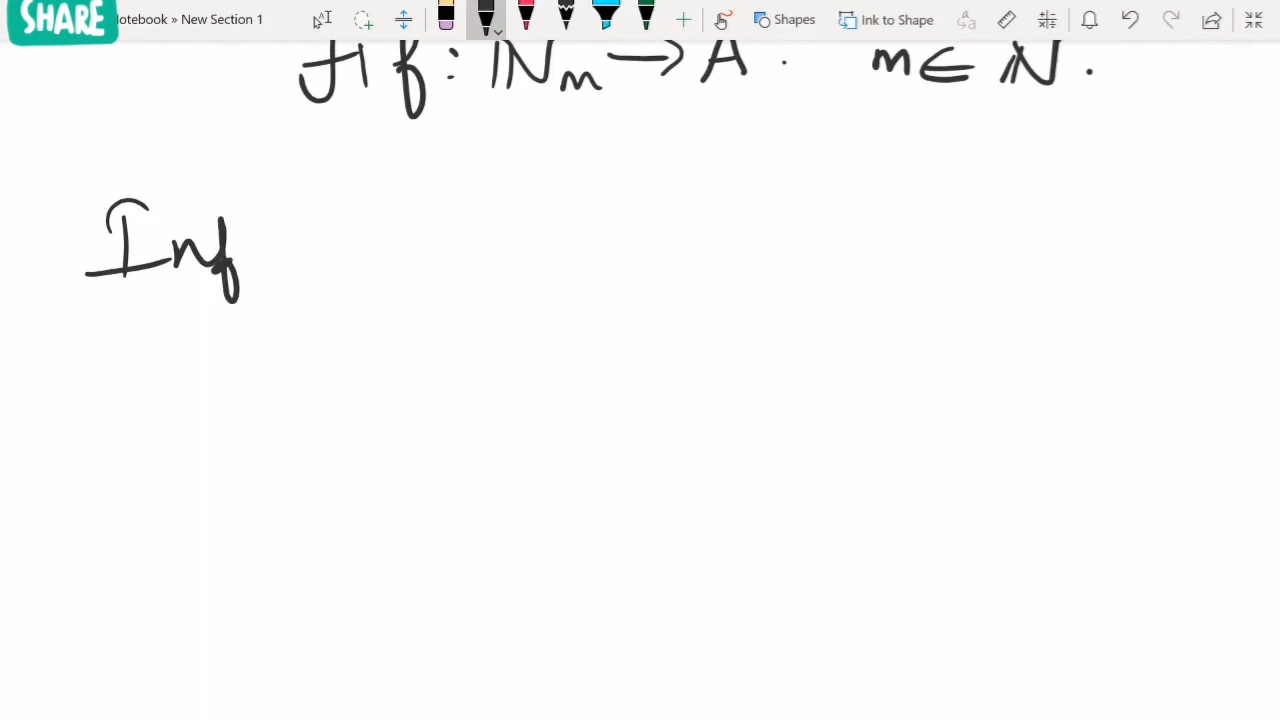 SHARE
Notebook » New Section 1 Shapes Ink to Shape
f : ℕₘ → A . m ∈ ℕ .
Inf